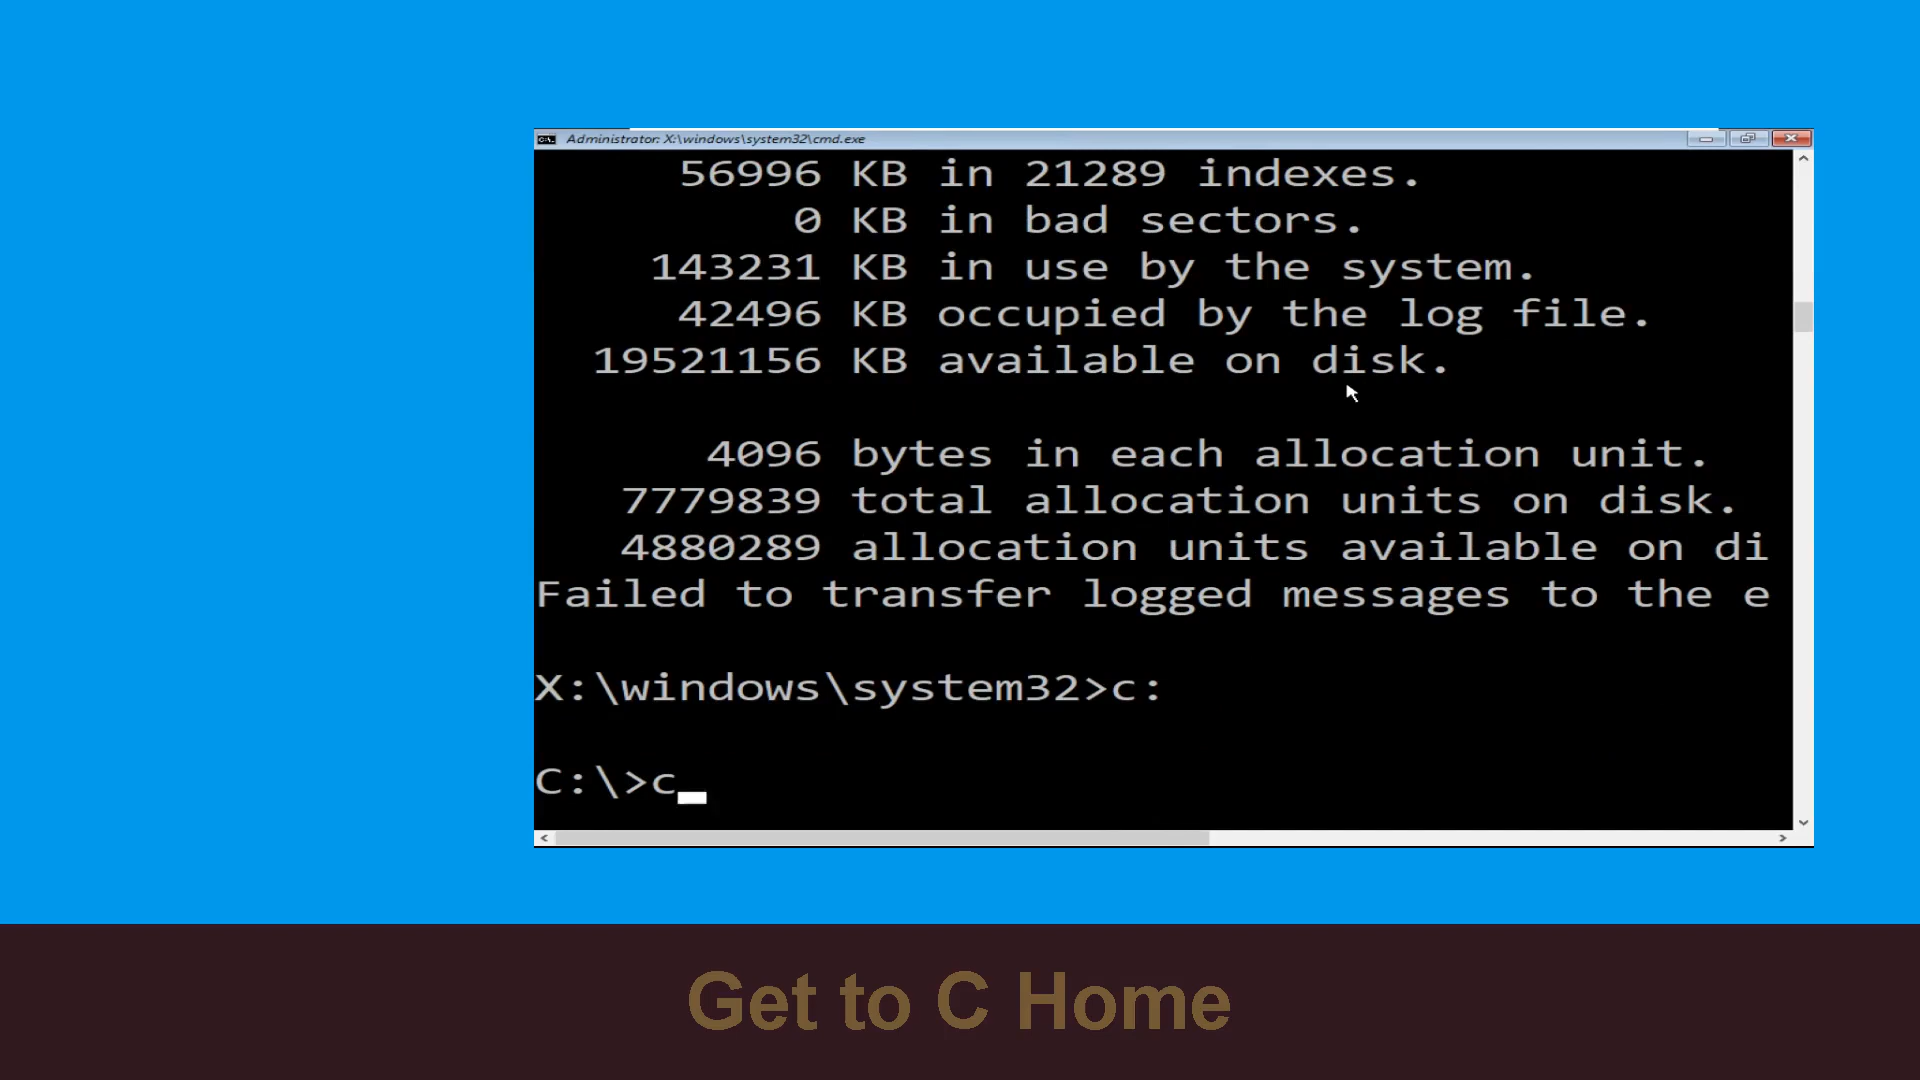 Administrator: X:\windows\system32\cmd.exe
56996 KB in 21289 indexes.
0 KB in bad sectors.
143231 KB in use by the system.
42496 KB occupied by the log file.
19521156 KB available on disk.
4096 bytes in each allocation unit.
7779839 total allocation units on disk.
4880289 allocation units available on di
Failed to transfer logged messages to the e
X:\windows\system32>c:
C:\>c_
Get to C Home